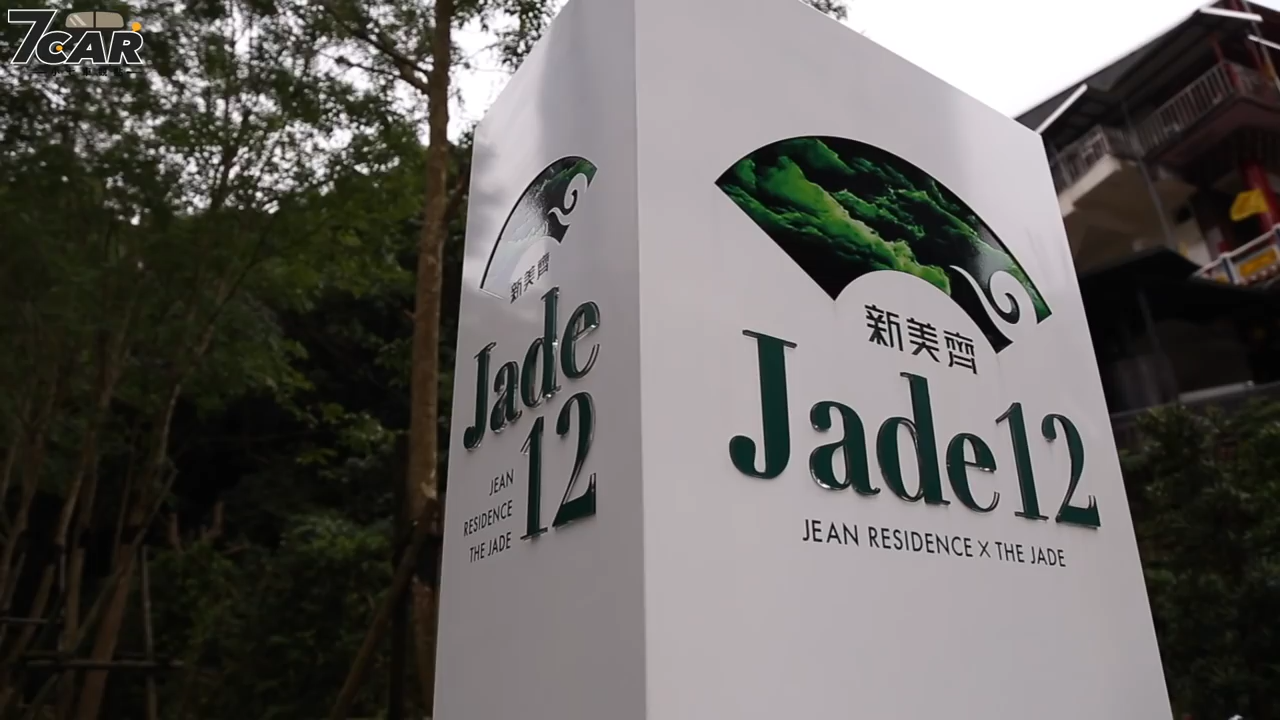 7CAR
新美齊
Jade
12
JEAN
RESIDENCE
THE JADE
新美齊
Jade12
JEAN RESIDENCE X THE JADE